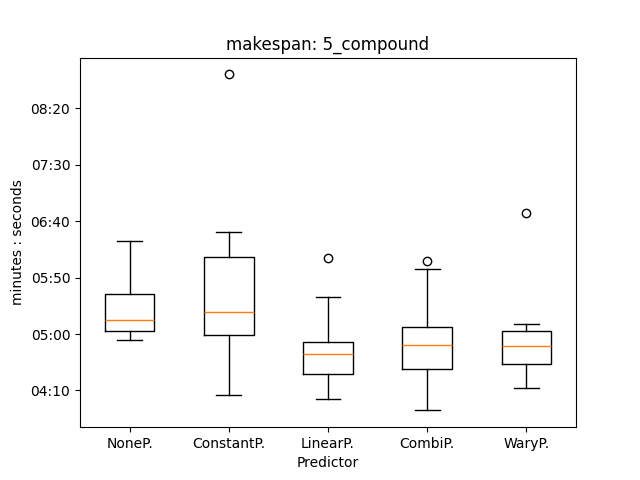 makespan: 5_compound
minutes : seconds
08:20
07:30
06:40
05:50
05:00
04:10
NoneP. ConstantP. LinearP. CombiP. WaryP.
Predictor